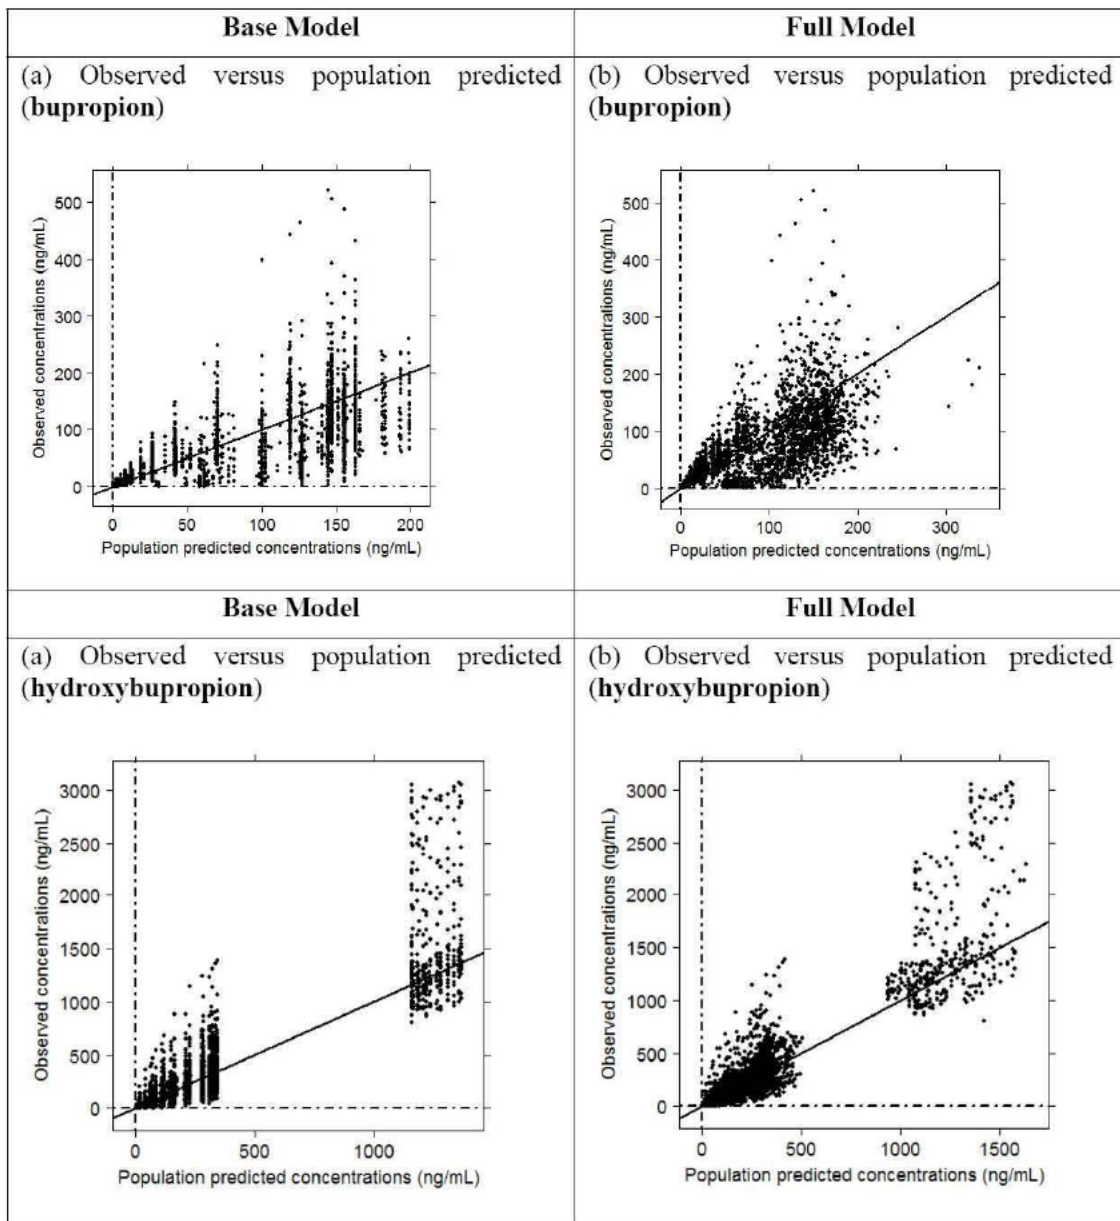 Base Model
Full Model
(a) Observed versus population predicted
(bupropion)
(b) Observed versus population predicted
(bupropion)
500
400
300
200
100
0
Observed concentrations (ng/mL)
0 50 100 150 200
Population predicted concentrations (ng/mL)
500
400
300
200
100
0
Observed concentrations (ng/mL)
0 100 200 300
Population predicted concentrations (ng/mL)
Base Model
Full Model
(a) Observed versus population predicted
(hydroxybupropion)
(b) Observed versus population predicted
(hydroxybupropion)
3000
2500
2000
1500
1000
500
0
Observed concentrations (ng/mL)
0 500 1000
Population predicted concentrations (ng/mL)
3000
2500
2000
1500
1000
500
0
Observed concentrations (ng/mL)
0 500 1000 1500
Population predicted concentrations (ng/mL)